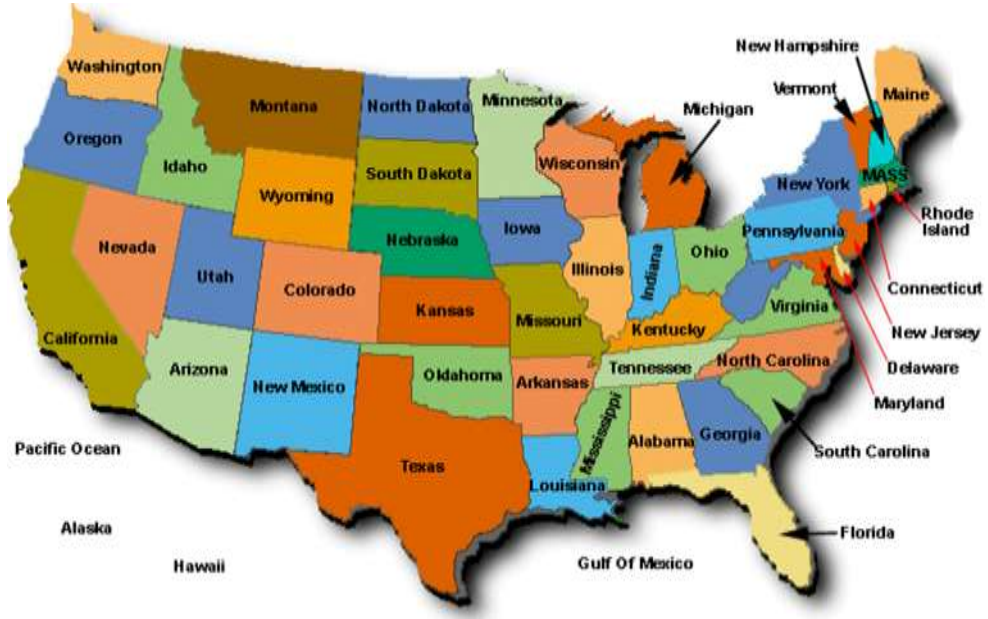 New Hampshire
Washington
Vermont
Maine
Montana
North Dakota
Minnesota
Michigan
Oregon
Idaho
Wisconsin
MASS
South Dakota
New York
Wyoming
Rhode
Island
Nebraska
Iowa
Pennsylvania
Nevada
Ohio
Utah
Illinois
Indiana
Colorado
Connecticut
Kansas
Missouri
Virginia
California
Kentucky
New Jersey
Arizona
Tennessee
North Carolina
Delaware
New Mexico
Oklahoma
Arkansas
Maryland
Mississippi
Alabama
Georgia
Pacific Ocean
Texas
South Carolina
Louisiana
Alaska
Florida
Hawaii
Gulf Of Mexico